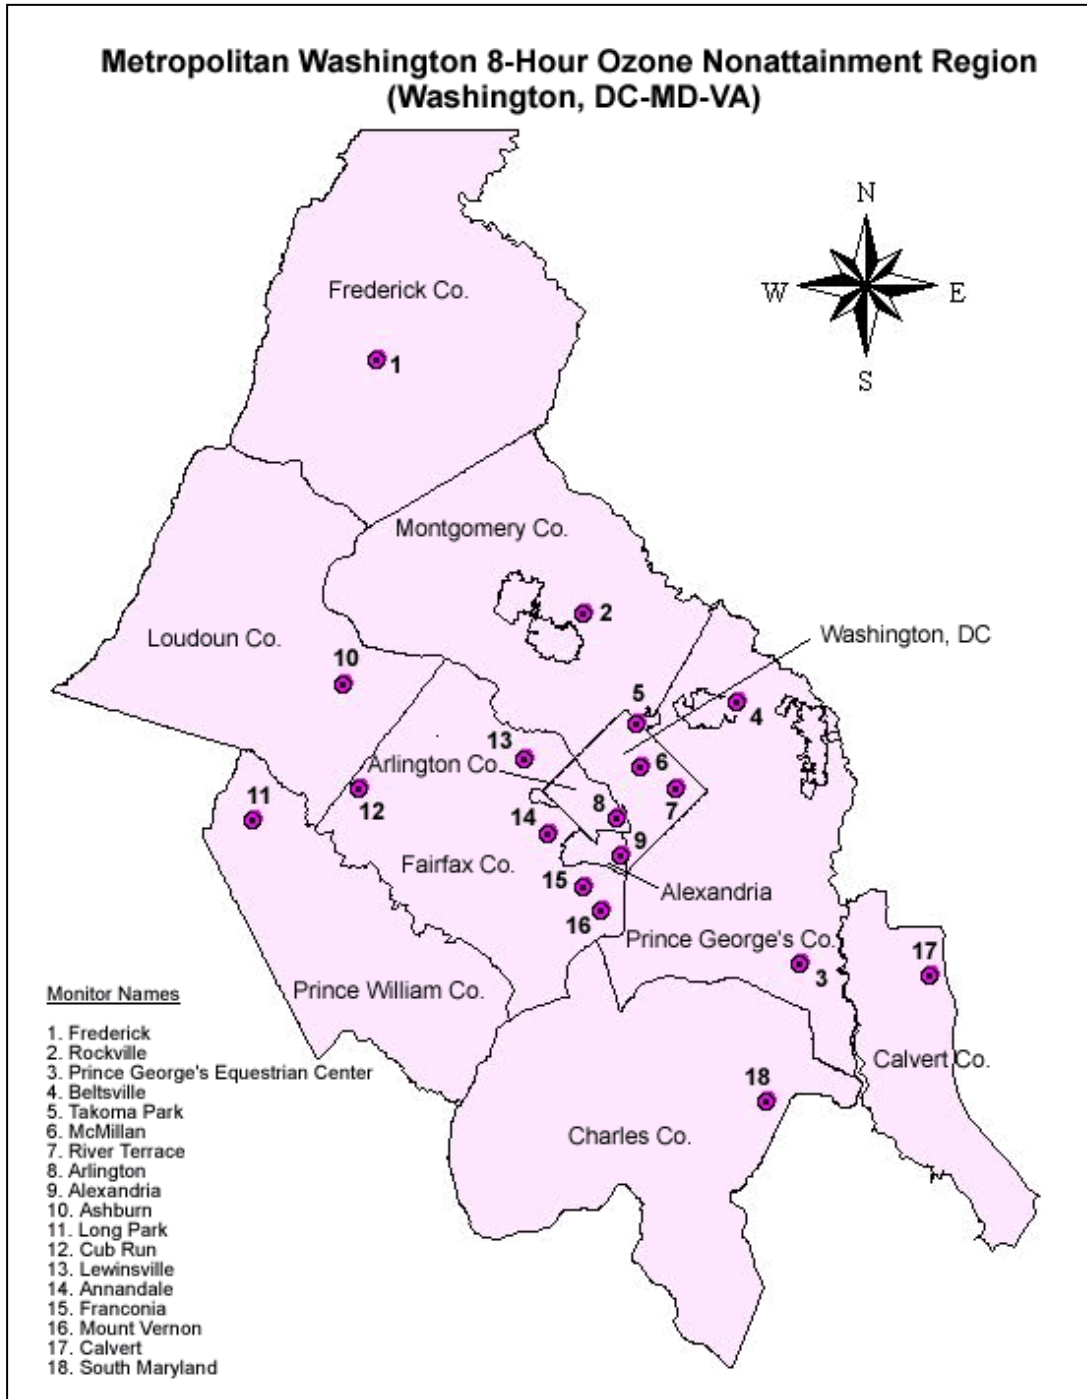 Metropolitan Washington 8-Hour Ozone Nonattainment Region
(Washington, DC-MD-VA)
N
W
E
S
Frederick Co.
1
Montgomery Co.
2
Loudoun Co.
Washington, DC
10
5
4
13
Arlington Co.
6
11
12
8
7
14
9
Fairfax Co.
15
Alexandria
16
Prince George's Co.
17
3
Prince William Co.
Calvert Co.
18
Charles Co.
Monitor Names
1. Frederick
2. Rockville
3. Prince George's Equestrian Center
4. Beltsville
5. Takoma Park
6. McMillan
7. River Terrace
8. Arlington
9. Alexandria
10. Ashburn
11. Long Park
12. Cub Run
13. Lewinsville
14. Annandale
15. Franconia
16. Mount Vernon
17. Calvert
18. South Maryland